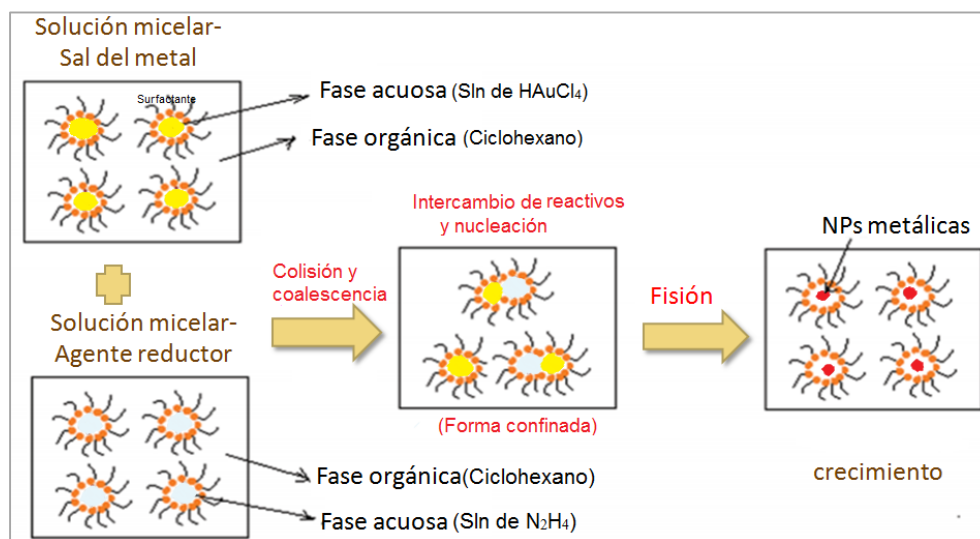 Solución micelar-
Sal del metal
Surfactante
Fase acuosa (Sln de HAuCl₄)
Fase orgánica (Ciclohexano)
Solución micelar-
Agente reductor
Fase orgánica(Ciclohexano)
Fase acuosa (Sln de N₂H₄)
Colisión y
coalescencia
Intercambio de reactivos
y nucleación
(Forma confinada)
Fisión
NPs metálicas
crecimiento